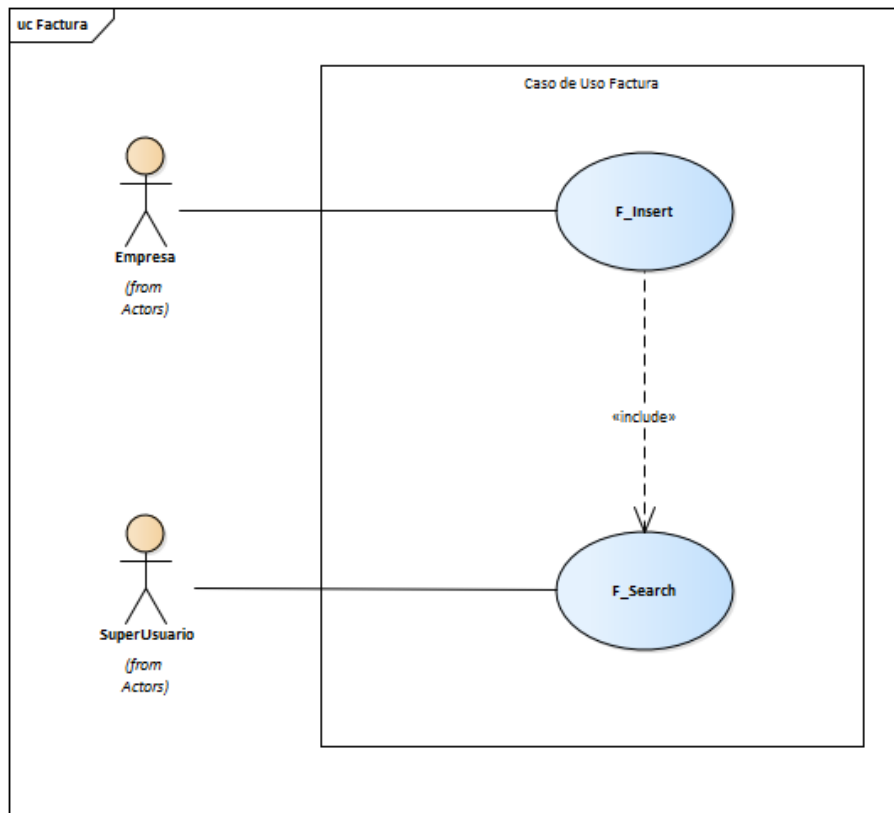 uc Factura
Caso de Uso Factura
F_Insert
Empresa
(from
Actors)
«include»
F_Search
SuperUsuario
(from
Actors)